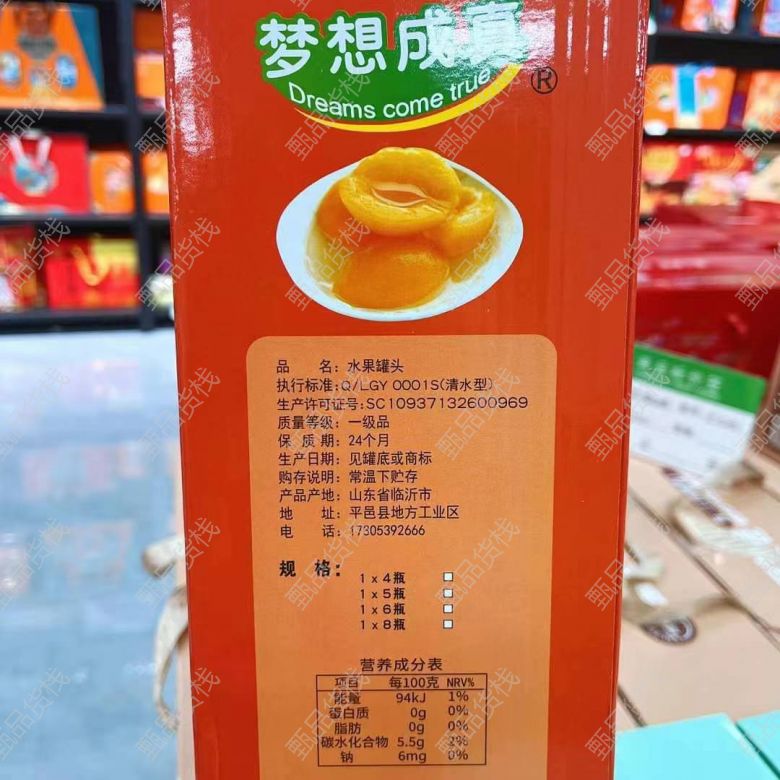 梦想成真
Dreams come true ®
品 名：水果罐头
执行标准：Q/LGY 0001S(清水型)
生产许可证号：SC10937132600969
质量等级：一级品
保 质 期：24个月
生产日期：见罐底或商标
购存说明：常温下贮存
产品产地：山东省临沂市
地 址：平邑县地方工业区
电 话：17305392666
规 格：
1 x 4瓶
1 x 5瓶
1 x 6瓶
1 x 8瓶
营养成分表
项目 每100克 NRV%
能量 94kJ 1%
蛋白质 0g 0%
脂肪 0g 0%
碳水化合物 5.5g 2%
钠 6mg 0%
甄品货栈